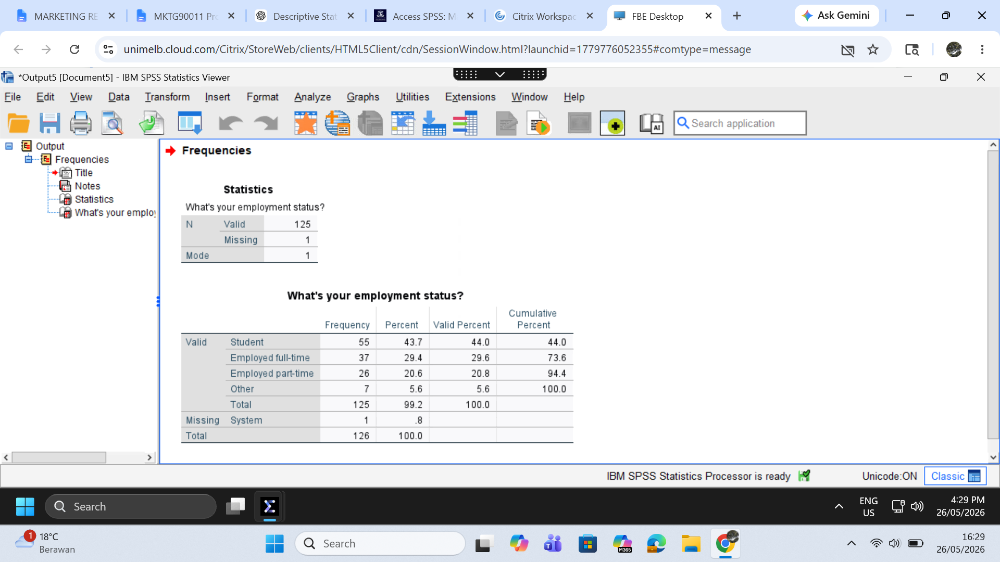 MARKETING RE
MKTG90011 Pro
Descriptive Stat
Access SPSS: M
Citrix Workspac
FBE Desktop
Ask Gemini
unimelb.cloud.com/Citrix/StoreWeb/clients/HTML5Client/cdn/SessionWindow.html?launchid=1779776052355#comtype=message
*Output5 [Document5] - IBM SPSS Statistics Viewer
File Edit View Data Transform Insert Format Analyze Graphs Utilities Extensions Window Help
AI
Search application
Output
Frequencies
Title
Notes
Statistics
What's your employ
Frequencies
Statistics
What's your employment status?
N Valid 125
Missing 1
Mode 1
What's your employment status?
Frequency Percent Valid Percent Cumulative Percent
Valid Student 55 43.7 44.0 44.0
Employed full-time 37 29.4 29.6 73.6
Employed part-time 26 20.6 20.8 94.4
Other 7 5.6 5.6 100.0
Total 125 99.2 100.0
Missing System 1 .8
Total 126 100.0
IBM SPSS Statistics Processor is ready
Unicode:ON
Classic
Search
ENG
US
4:29 PM
26/05/2026
1
18°C
Berawan
Search
M365
16:29
26/05/2026